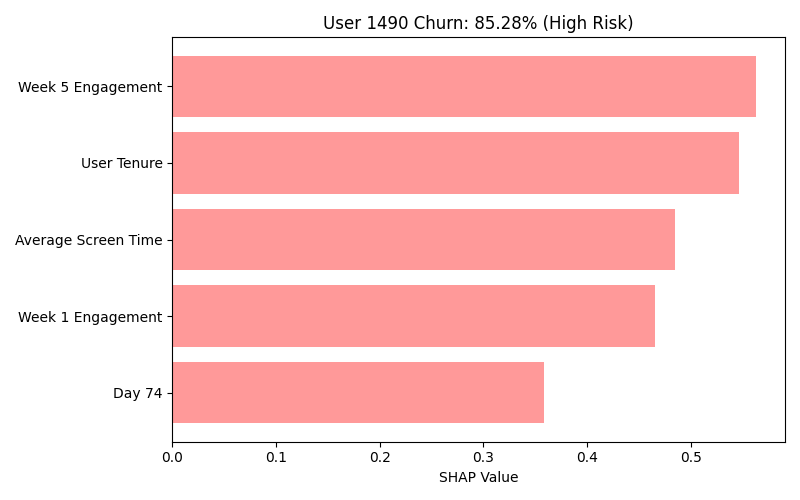 User 1490 Churn: 85.28% (High Risk)
Week 5 Engagement
User Tenure
Average Screen Time
Week 1 Engagement
Day 74
0.0 0.1 0.2 0.3 0.4 0.5
SHAP Value